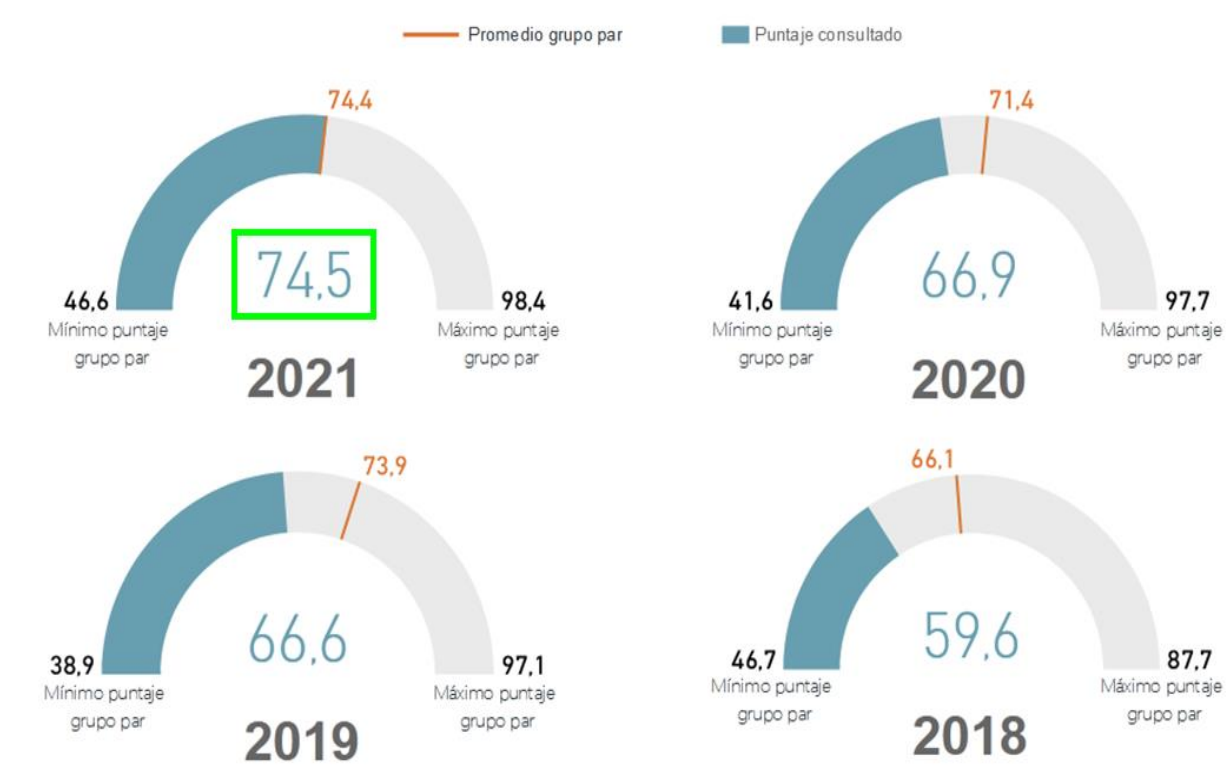 Promedio grupo par
Puntaje consultado
74,4
74,5
46,6
Mínimo puntaje
grupo par
98,4
Máximo puntaje
grupo par
2021
71,4
66,9
41,6
Mínimo puntaje
grupo par
97,7
Máximo puntaje
grupo par
2020
73,9
66,6
38,9
Mínimo puntaje
grupo par
97,1
Máximo puntaje
grupo par
2019
66,1
59,6
46,7
Mínimo puntaje
grupo par
87,7
Máximo puntaje
grupo par
2018